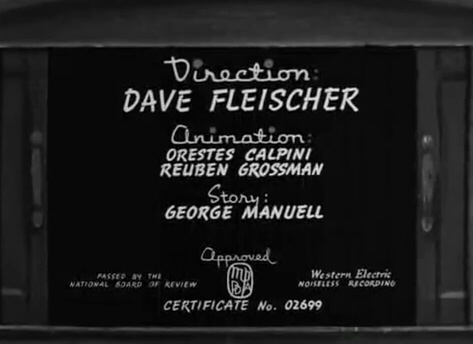 Direction:
DAVE FLEISCHER
Animation:
ORESTES CALPINI
REUBEN GROSSMAN
Story:
GEORGE MANUELL
Approved
MPPDA
PASSED BY THE
NATIONAL BOARD OF REVIEW
Western Electric
NOISELESS RECORDING
CERTIFICATE No. 02699